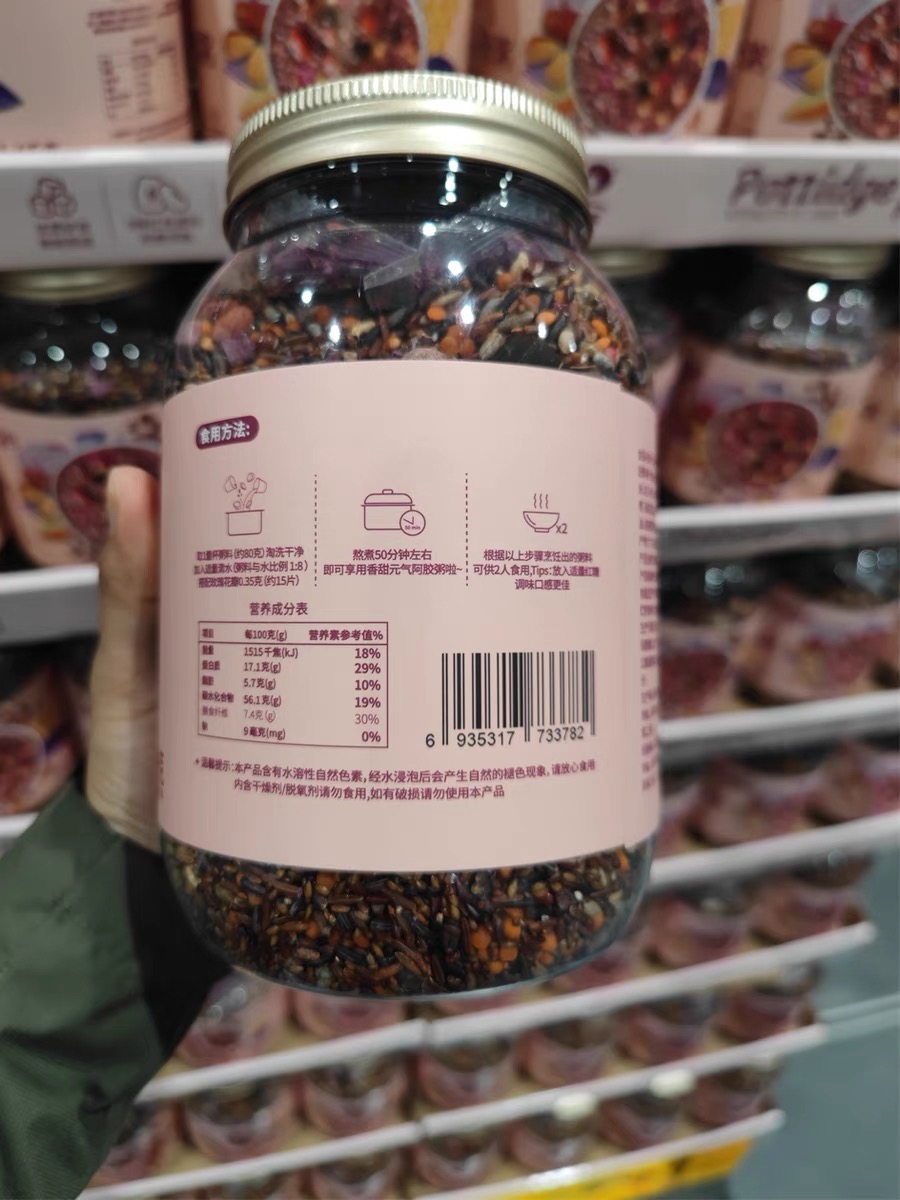 Pottidge
食用方法:
取1量杯粥料 (约80克) 淘洗干净
加入适量清水 (粥料与水比例 1:8 )
搭配玫瑰花瓣0.35克 (约15片)
50 min
熬煮50分钟左右
即可享用香甜元气阿胶粥啦~
x2
根据以上步骤烹饪出的粥料
可供2人食用,Tips:放入适量红糖
调味口感更佳
营养成分表
项目 每100克(g) 营养素参考值%
能量 1515千焦(kJ) 18%
蛋白质 17.1克(g) 29%
脂肪 5.7克(g) 10%
碳水化合物 56.1克(g) 19%
膳食纤维 7.4克 (g) 30%
钠 9毫克(mg) 0%
6 935317 733782
温馨提示:本产品含有水溶性自然色素,经水浸泡后会产生自然的褪色现象,请放心食用
内含干燥剂/脱氧剂请勿食用,如有破损请勿使用本产品